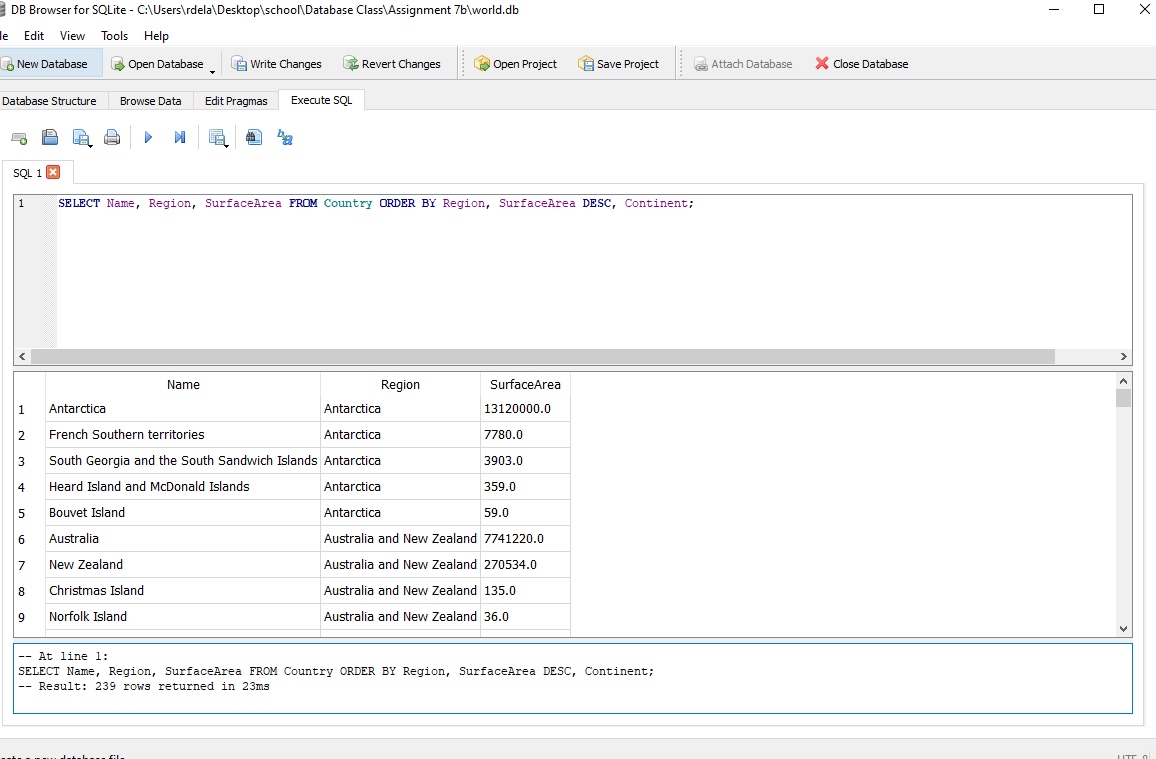 DB Browser for SQLite - C:\Users\rdela\Desktop\school\Database Class\Assignment 7b\world.db
Edit View Tools Help
New Database Open Database Write Changes Revert Changes Open Project Save Project Attach Database Close Database
Database Structure Browse Data Edit Pragmas Execute SQL
SQL 1
1 SELECT Name, Region, SurfaceArea FROM Country ORDER BY Region, SurfaceArea DESC, Continent;
Name Region SurfaceArea
1 Antarctica Antarctica 13120000.0
2 French Southern territories Antarctica 7780.0
3 South Georgia and the South Sandwich Islands Antarctica 3903.0
4 Heard Island and McDonald Islands Antarctica 359.0
5 Bouvet Island Antarctica 59.0
6 Australia Australia and New Zealand 7741220.0
7 New Zealand Australia and New Zealand 270534.0
8 Christmas Island Australia and New Zealand 135.0
9 Norfolk Island Australia and New Zealand 36.0
-- At line 1:
SELECT Name, Region, SurfaceArea FROM Country ORDER BY Region, SurfaceArea DESC, Continent;
-- Result: 239 rows returned in 23ms
a new database file